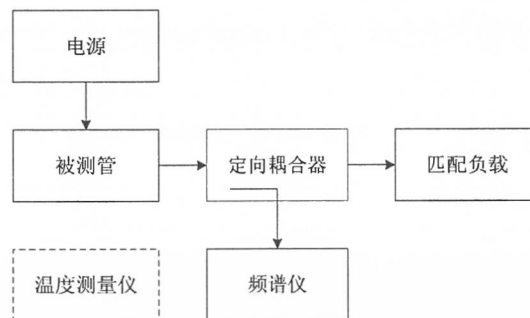 电源
被测管
定向耦合器
匹配负载
温度测量仪
频谱仪